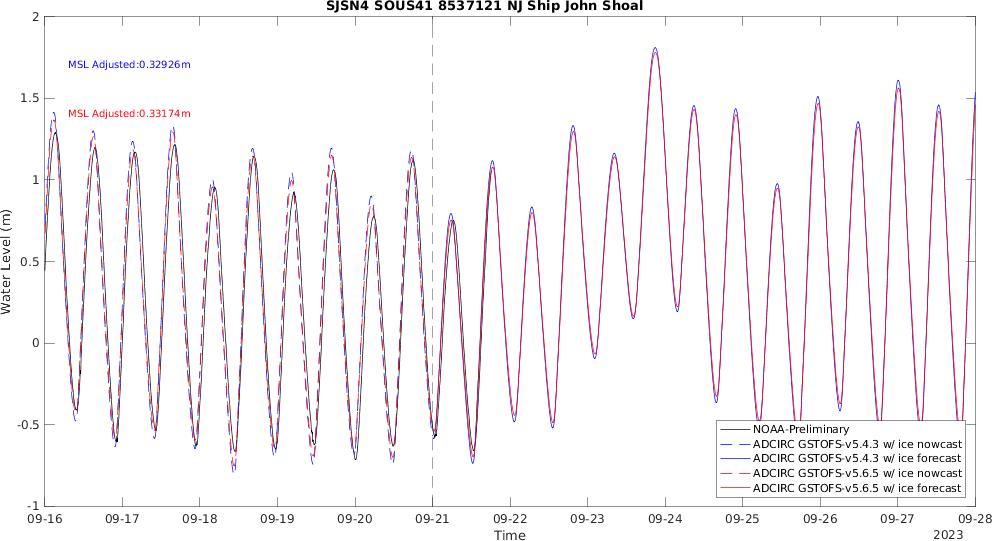 SJSN4 SOUS41 8537121 NJ Ship John Shoal
MSL Adjusted:0.32926m
MSL Adjusted:0.33174m
Water Level (m)
2
1.5
1
0.5
0
-0.5
-1
NOAA-Preliminary
ADCIRC GSTOFS-v5.4.3 w/ ice nowcast
ADCIRC GSTOFS-v5.4.3 w/ ice forecast
ADCIRC GSTOFS-v5.6.5 w/ ice nowcast
ADCIRC GSTOFS-v5.6.5 w/ ice forecast
09-16 09-17 09-18 09-19 09-20 09-21 09-22 09-23 09-24 09-25 09-26 09-27 09-28
Time
2023